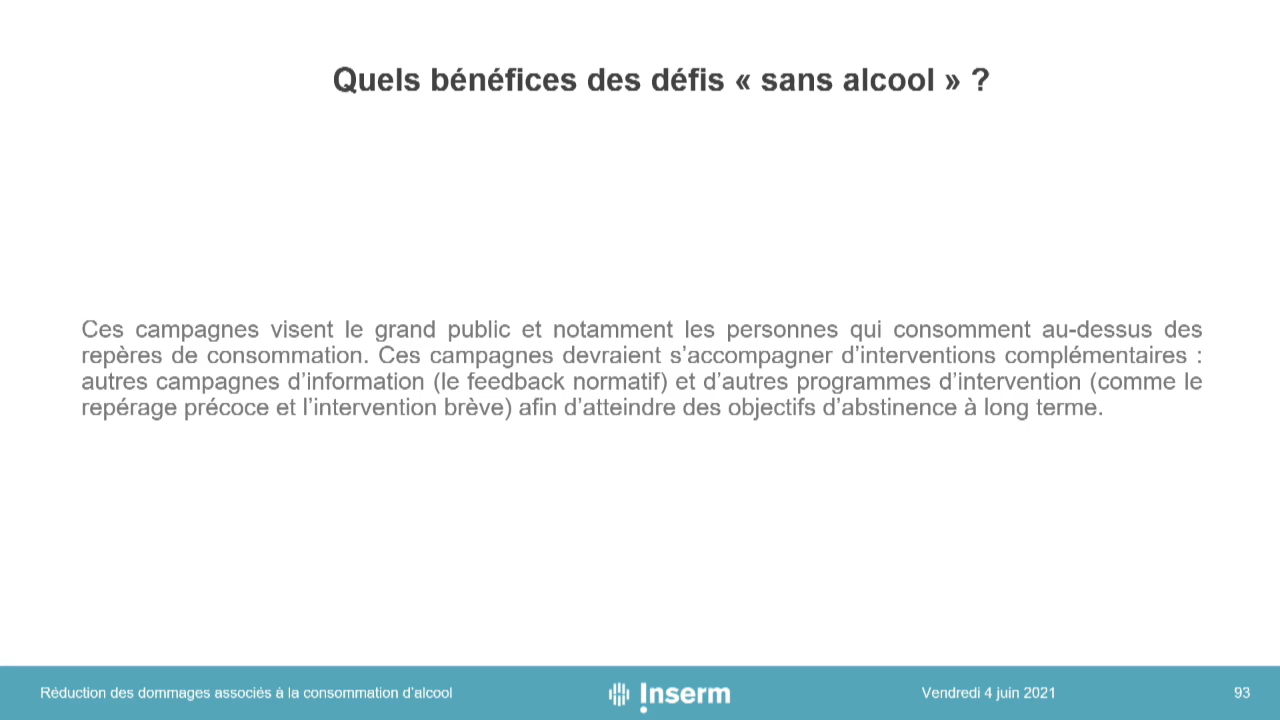 Quels bénéfices des défis « sans alcool » ?
Ces campagnes visent le grand public et notamment les personnes qui consomment au-dessus des
repères de consommation. Ces campagnes devraient s’accompagner d’interventions complémentaires :
autres campagnes d’information (le feedback normatif) et d’autres programmes d’intervention (comme le
repérage précoce et l’intervention brève) afin d’atteindre des objectifs d’abstinence à long terme.
Réduction des dommages associés à la consommation d’alcool
Inserm
Vendredi 4 juin 2021
93